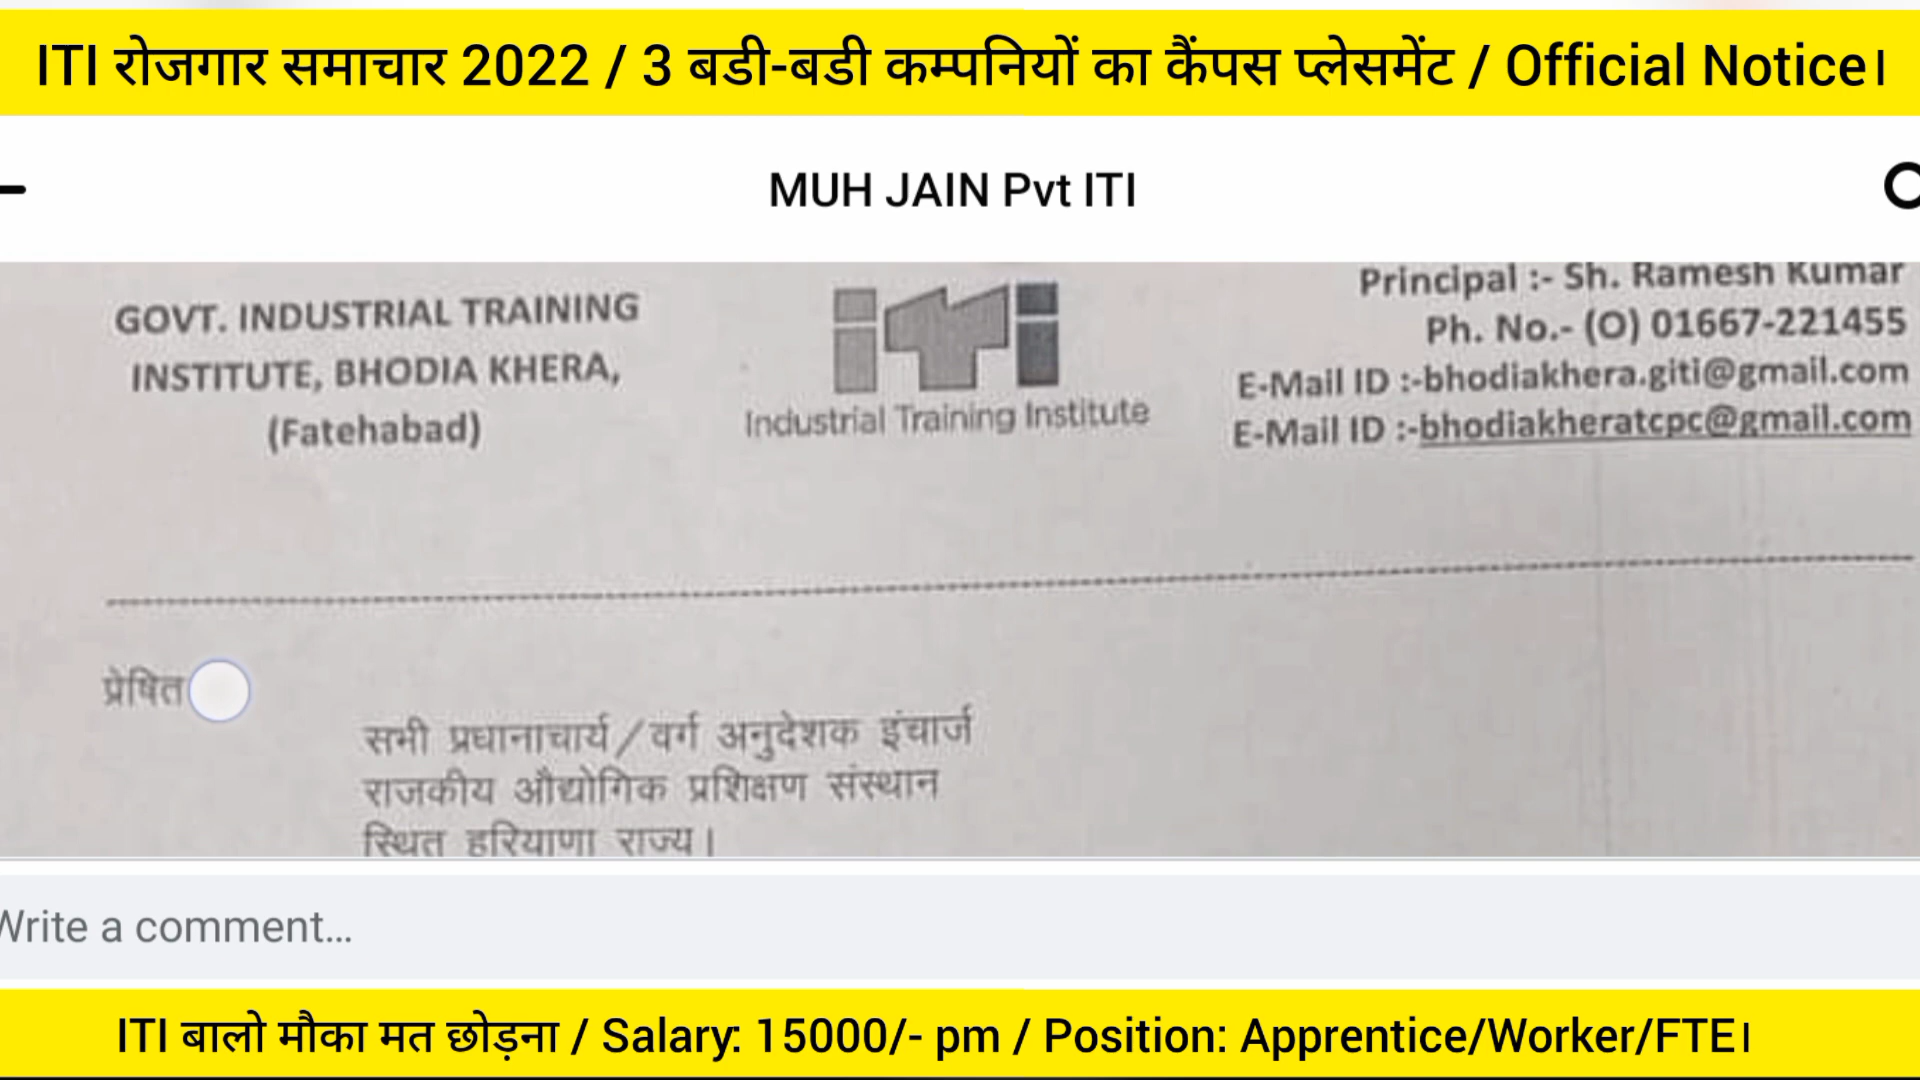 ITI रोजगार समाचार 2022 / 3 बडी-बडी कम्पनियों का कैंपस प्लेसमेंट / Official Notice।
MUH JAIN Pvt ITI
GOVT. INDUSTRIAL TRAINING
INSTITUTE, BHODIA KHERA,
(Fatehabad)
iTi
Industrial Training Institute
Principal :- Sh. Ramesh Kumar
Ph. No.- (O) 01667-221455
E-Mail ID :-bhodiakhera.giti@gmail.com
E-Mail ID :-bhodiakheratcpc@gmail.com
प्रेषित
सभी प्रधानाचार्य/वर्ग अनुदेशक इंचार्ज
राजकीय औद्योगिक प्रशिक्षण संस्थान
स्थित हरियाणा राज्य।
Write a comment...
ITI बालो मौका मत छोड़ना / Salary: 15000/- pm / Position: Apprentice/Worker/FTE।